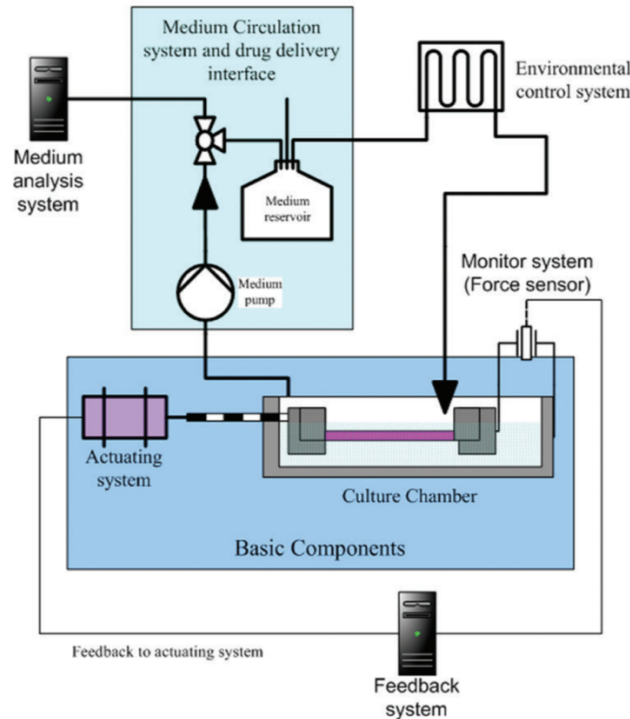 Medium Circulation
system and drug delivery
interface
Environmental
control system
Medium
analysis
system
Medium
reservoir
Medium
pump
Monitor system
(Force sensor)
Actuating
system
Culture Chamber
Basic Components
Feedback to actuating system
Feedback
system